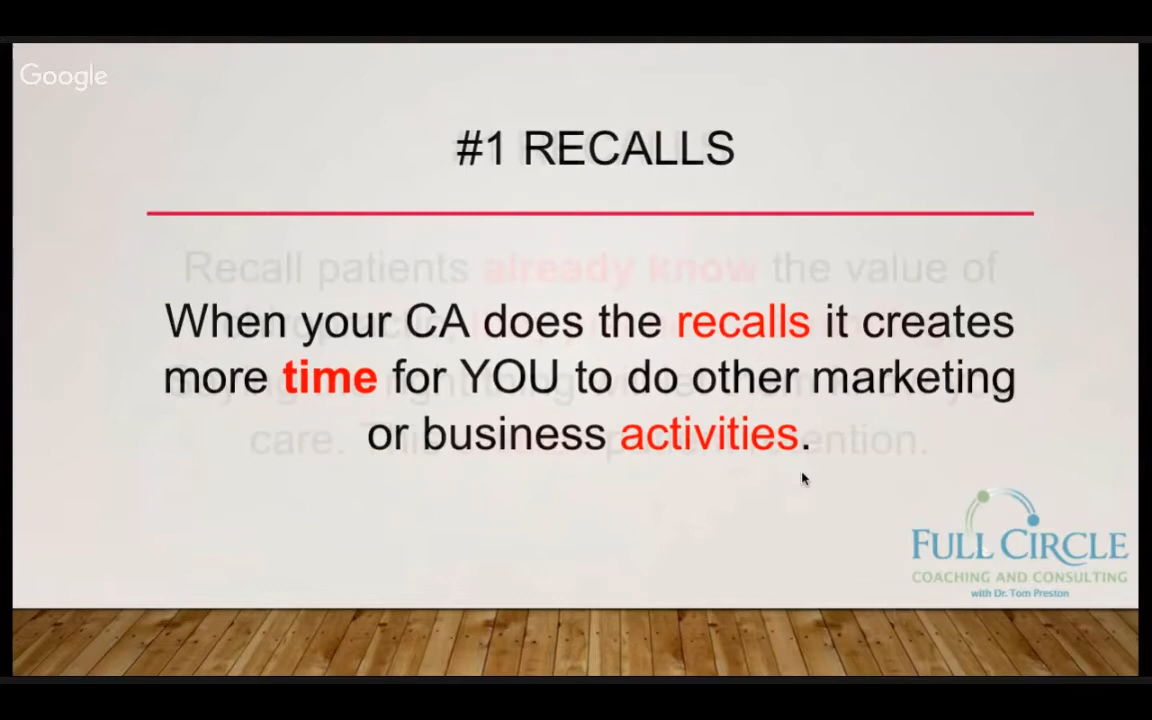 Google
#1 RECALLS
Recall patients already know the value of
When your CA does the recalls it creates
more time for YOU to do other marketing
or business activities.
care.
FULL CIRCLE
COACHING AND CONSULTING
with Dr. Tom Preston